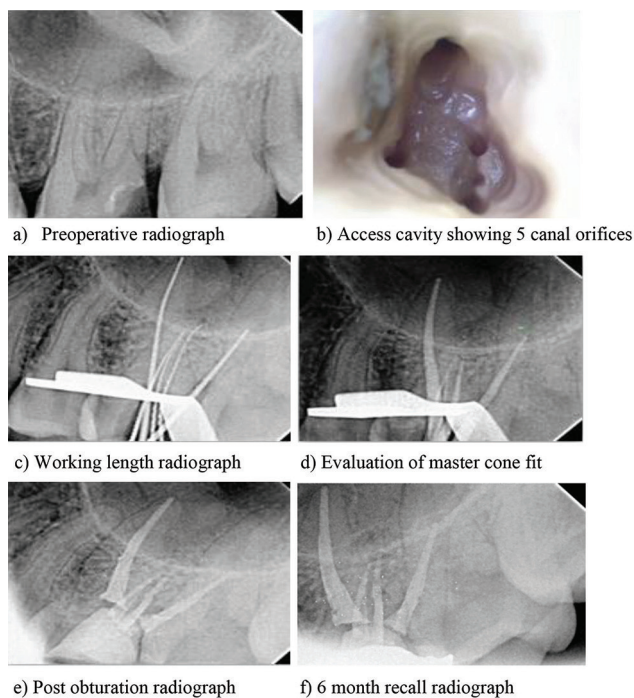 a) Preoperative radiograph
b) Access cavity showing 5 canal orifices
c) Working length radiograph
d) Evaluation of master cone fit
e) Post obturation radiograph
f) 6 month recall radiograph